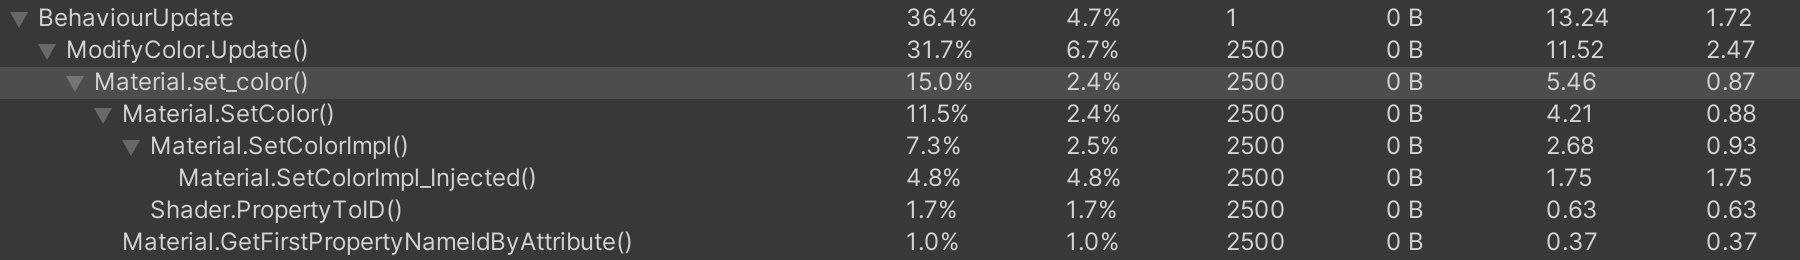 BehaviourUpdate 36.4% 4.7% 1 0 B 13.24 1.72
ModifyColor.Update() 31.7% 6.7% 2500 0 B 11.52 2.47
Material.set_color() 15.0% 2.4% 2500 0 B 5.46 0.87
Material.SetColor() 11.5% 2.4% 2500 0 B 4.21 0.88
Material.SetColorImpl() 7.3% 2.5% 2500 0 B 2.68 0.93
Material.SetColorImpl_Injected() 4.8% 4.8% 2500 0 B 1.75 1.75
Shader.PropertyToID() 1.7% 1.7% 2500 0 B 0.63 0.63
Material.GetFirstPropertyNameIdByAttribute() 1.0% 1.0% 2500 0 B 0.37 0.37